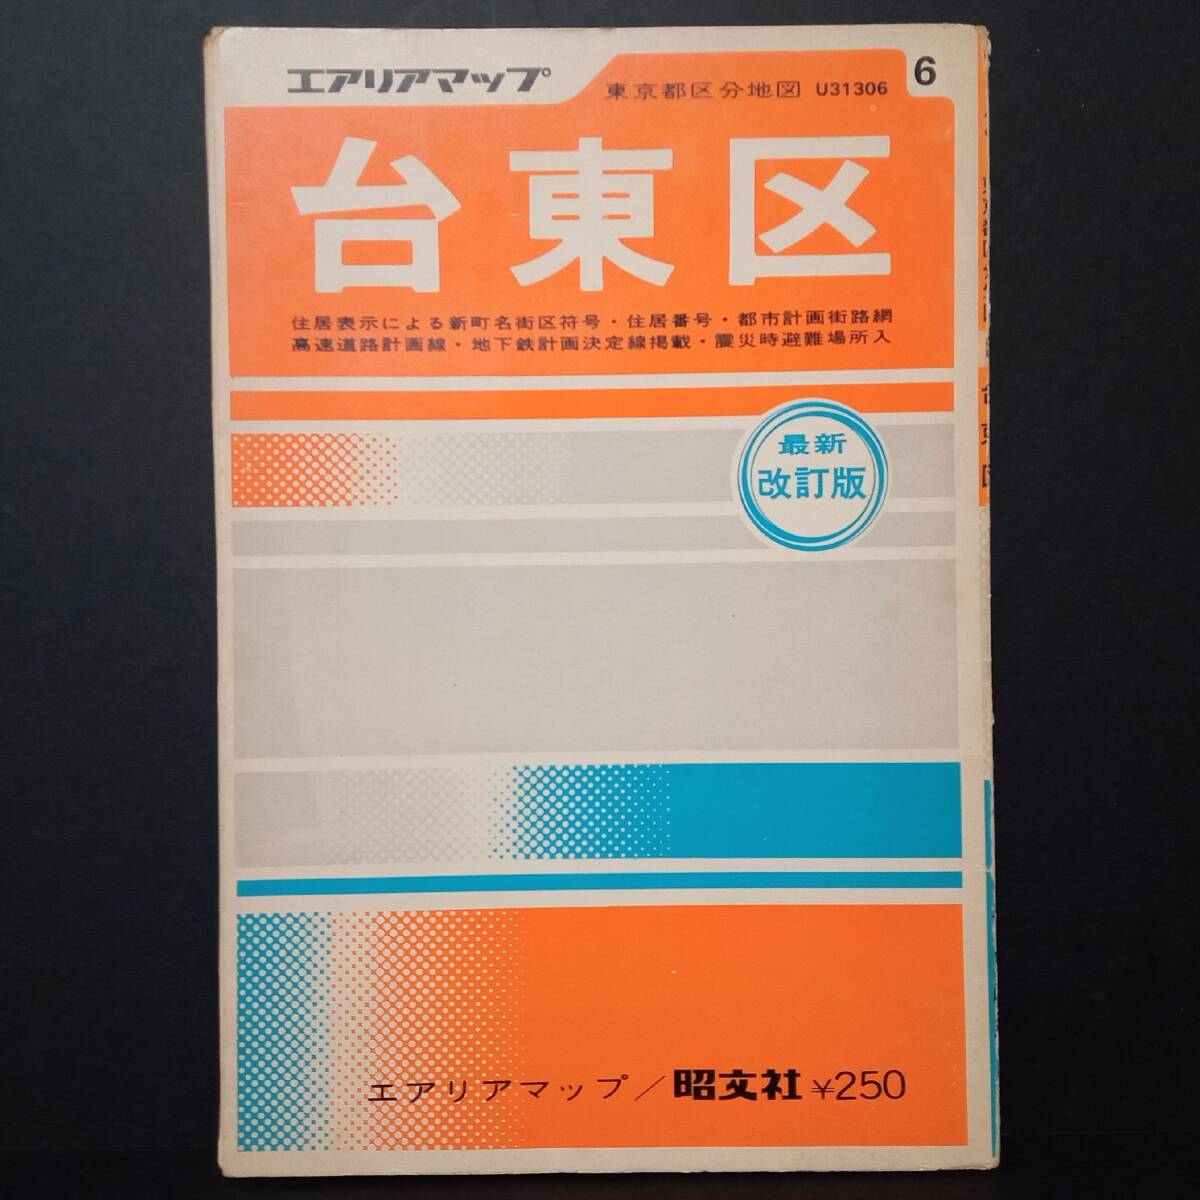 エアリアマップ
東京都区分地図 U31306
6
台東区
住居表示による新町名街区符号・住居番号・都市計画街路網
高速道路計画線・地下鉄計画決定線掲載・震災時避難場所入
最新
改訂版
エアリアマップ/昭文社 ¥250
台東区